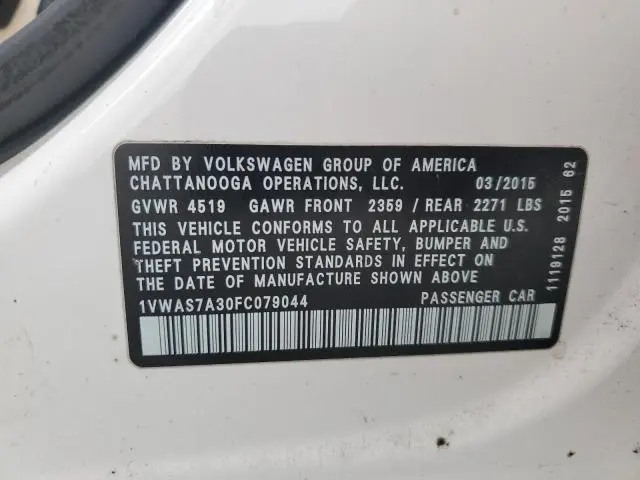 MFD BY VOLKSWAGEN GROUP OF AMERICA
CHATTANOOGA OPERATIONS, LLC. 03/2015
GVWR 4519 GAWR FRONT 2359 / REAR 2271 LBS
THIS VEHICLE CONFORMS TO ALL APPLICABLE U.S.
FEDERAL MOTOR VEHICLE SAFETY, BUMPER AND
THEFT PREVENTION STANDARDS IN EFFECT ON
THE DATE OF MANUFACTURE SHOWN ABOVE
1VWAS7A30FC079044 PASSENGER CAR
1119128 2015 62